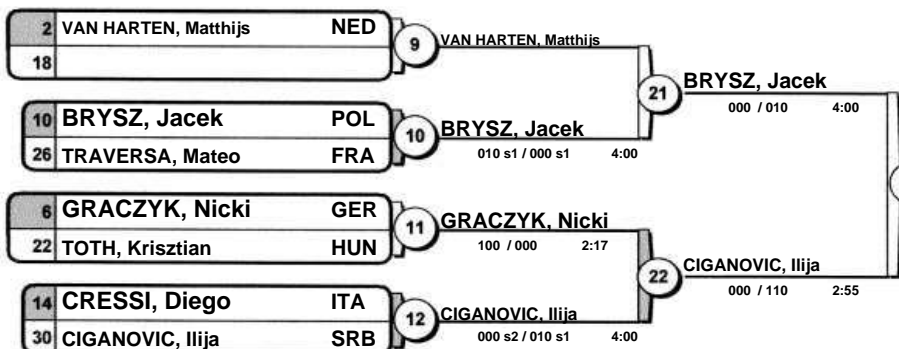 2 VAN HARTEN, Matthijs NED
18
9 VAN HARTEN, Matthijs
10 BRYSZ, Jacek POL
26 TRAVERSA, Mateo FRA
10 BRYSZ, Jacek
010 s1 / 000 s1 4:00
21 BRYSZ, Jacek
000 / 010 4:00
6 GRACZYK, Nicki GER
22 TOTH, Krisztian HUN
11 GRACZYK, Nicki
100 / 000 2:17
14 CRESSI, Diego ITA
30 CIGANOVIC, Ilija SRB
12 CIGANOVIC, Ilija
000 s2 / 010 s1 4:00
22 CIGANOVIC, Ilija
000 / 110 2:55